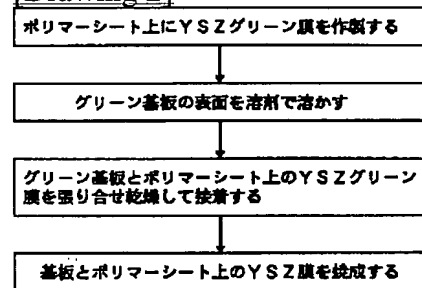 [Drawing 2]
ポリマーシート上にYSZグリーン膜を作製する
グリーン基板の表面を溶剤で溶かす
グリーン基板とポリマーシート上のYSZグリーン
膜を張り合せ乾燥して接着する
基板とポリマーシート上のYSZ膜を焼成する